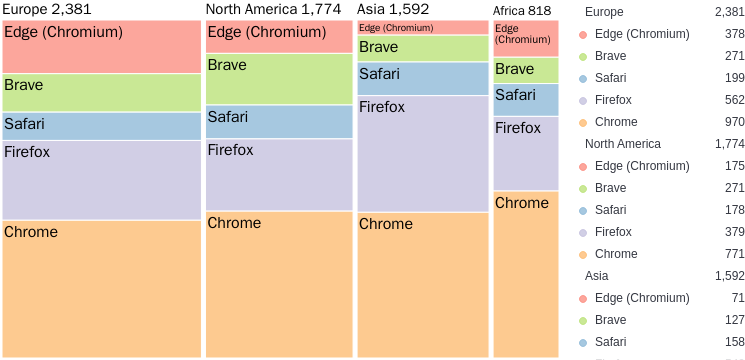 Europe 2,381
Edge (Chromium)
Brave
Safari
Firefox
Chrome
North America 1,774
Edge (Chromium)
Brave
Safari
Firefox
Chrome
Asia 1,592
Edge (Chromium)
Brave
Safari
Firefox
Chrome
Africa 818
Edge
(Chromium)
Brave
Safari
Firefox
Chrome
Europe 2,381
Edge (Chromium) 378
Brave 271
Safari 199
Firefox 562
Chrome 970
North America 1,774
Edge (Chromium) 175
Brave 271
Safari 178
Firefox 379
Chrome 771
Asia 1,592
Edge (Chromium) 71
Brave 127
Safari 158